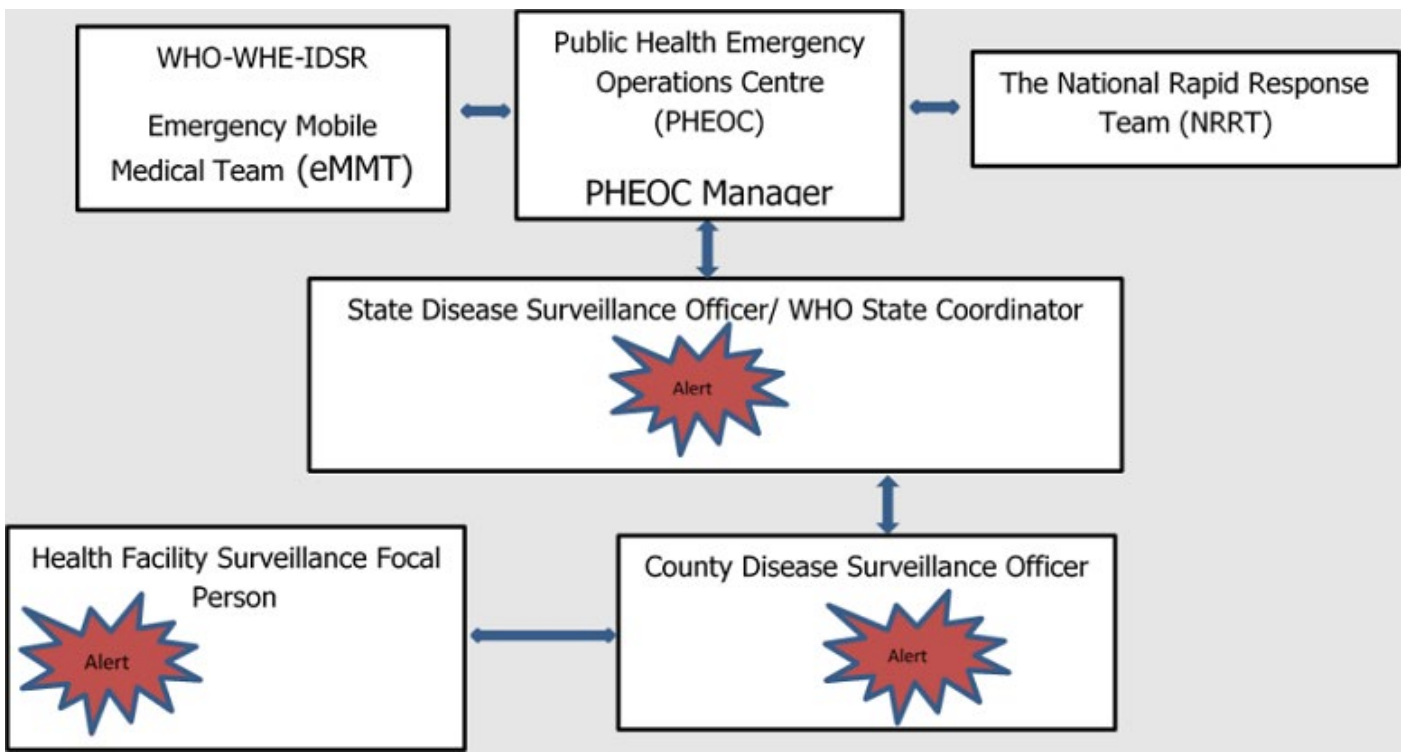 WHO-WHE-IDSR
Emergency Mobile
Medical Team (eMMT)
Public Health Emergency
Operations Centre
(PHEOC)
PHEOC Manager
The National Rapid Response
Team (NRRT)
State Disease Surveillance Officer/ WHO State Coordinator
Alert
Health Facility Surveillance Focal
Person
Alert
County Disease Surveillance Officer
Alert